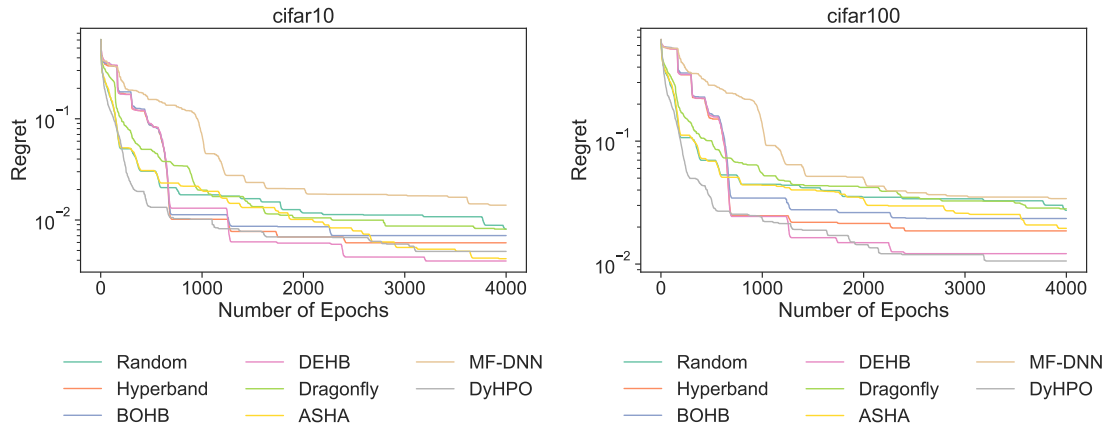 cifar10
Regret
10⁻¹
10⁻²
0 1000 2000 3000 4000
Number of Epochs
Random DEHB MF-DNN
Hyperband Dragonfly DyHPO
BOHB ASHA
cifar100
Regret
10⁻¹
10⁻²
0 1000 2000 3000 4000
Number of Epochs
Random DEHB MF-DNN
Hyperband Dragonfly DyHPO
BOHB ASHA